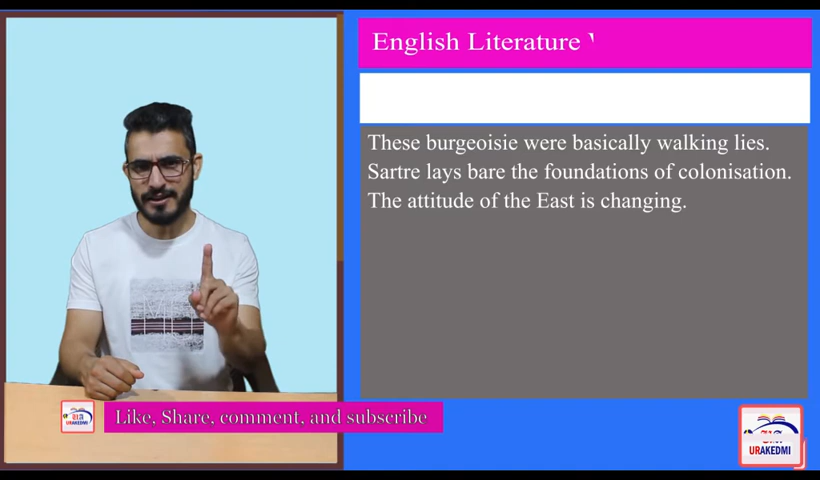 English Literature
These burgeoisie were basically walking lies.
Sartre lays bare the foundations of colonisation.
The attitude of the East is changing.
Like, Share, comment, and subscribe
URAKEDMI
URAKEDMI